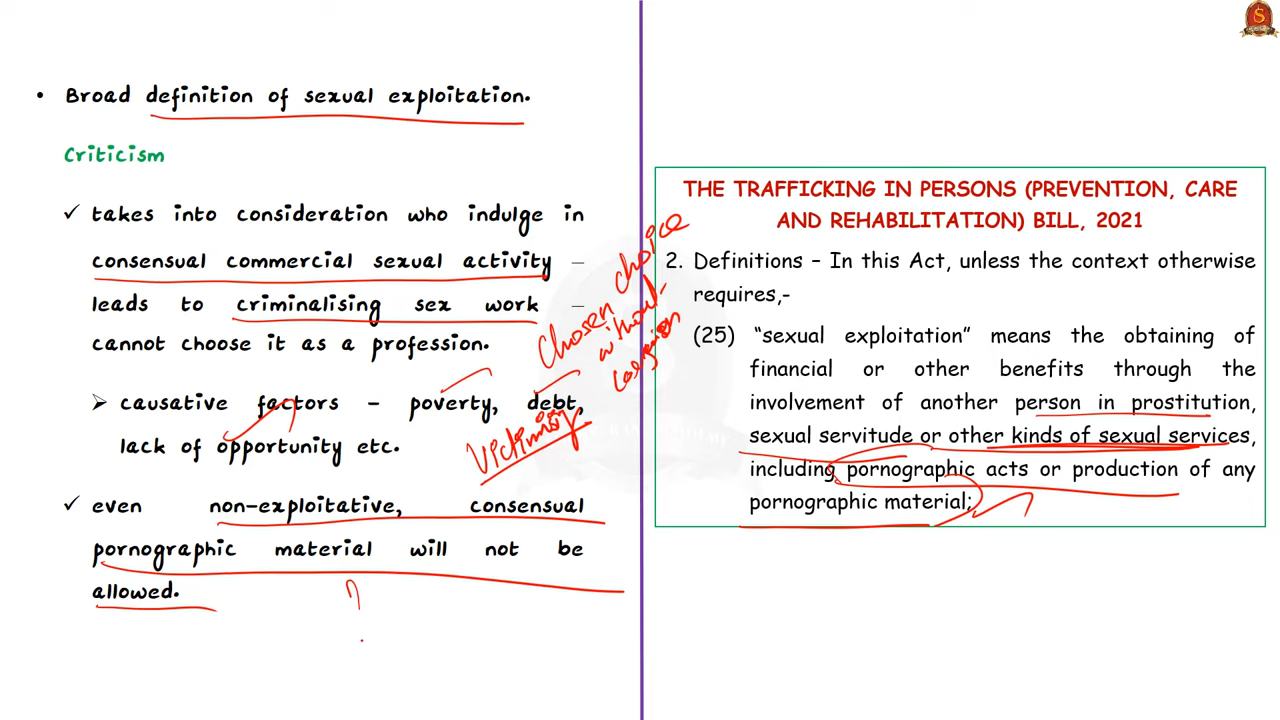 • Broad definition of sexual exploitation.
Criticism
✓ takes into consideration who indulge in
consensual commercial sexual activity –
leads to criminalising sex work –
cannot choose it as a profession.
➤ causative factors – poverty, debt,
lack of opportunity etc.
✓ even non-exploitative, consensual
pornographic material will not be
allowed.
Chosen choice
without
Victimising
?
THE TRAFFICKING IN PERSONS (PREVENTION, CARE
AND REHABILITATION) BILL, 2021
2. Definitions – In this Act, unless the context otherwise
requires,-
(25) “sexual exploitation” means the obtaining of
financial or other benefits through the
involvement of another person in prostitution,
sexual servitude or other kinds of sexual services,
including pornographic acts or production of any
pornographic material;